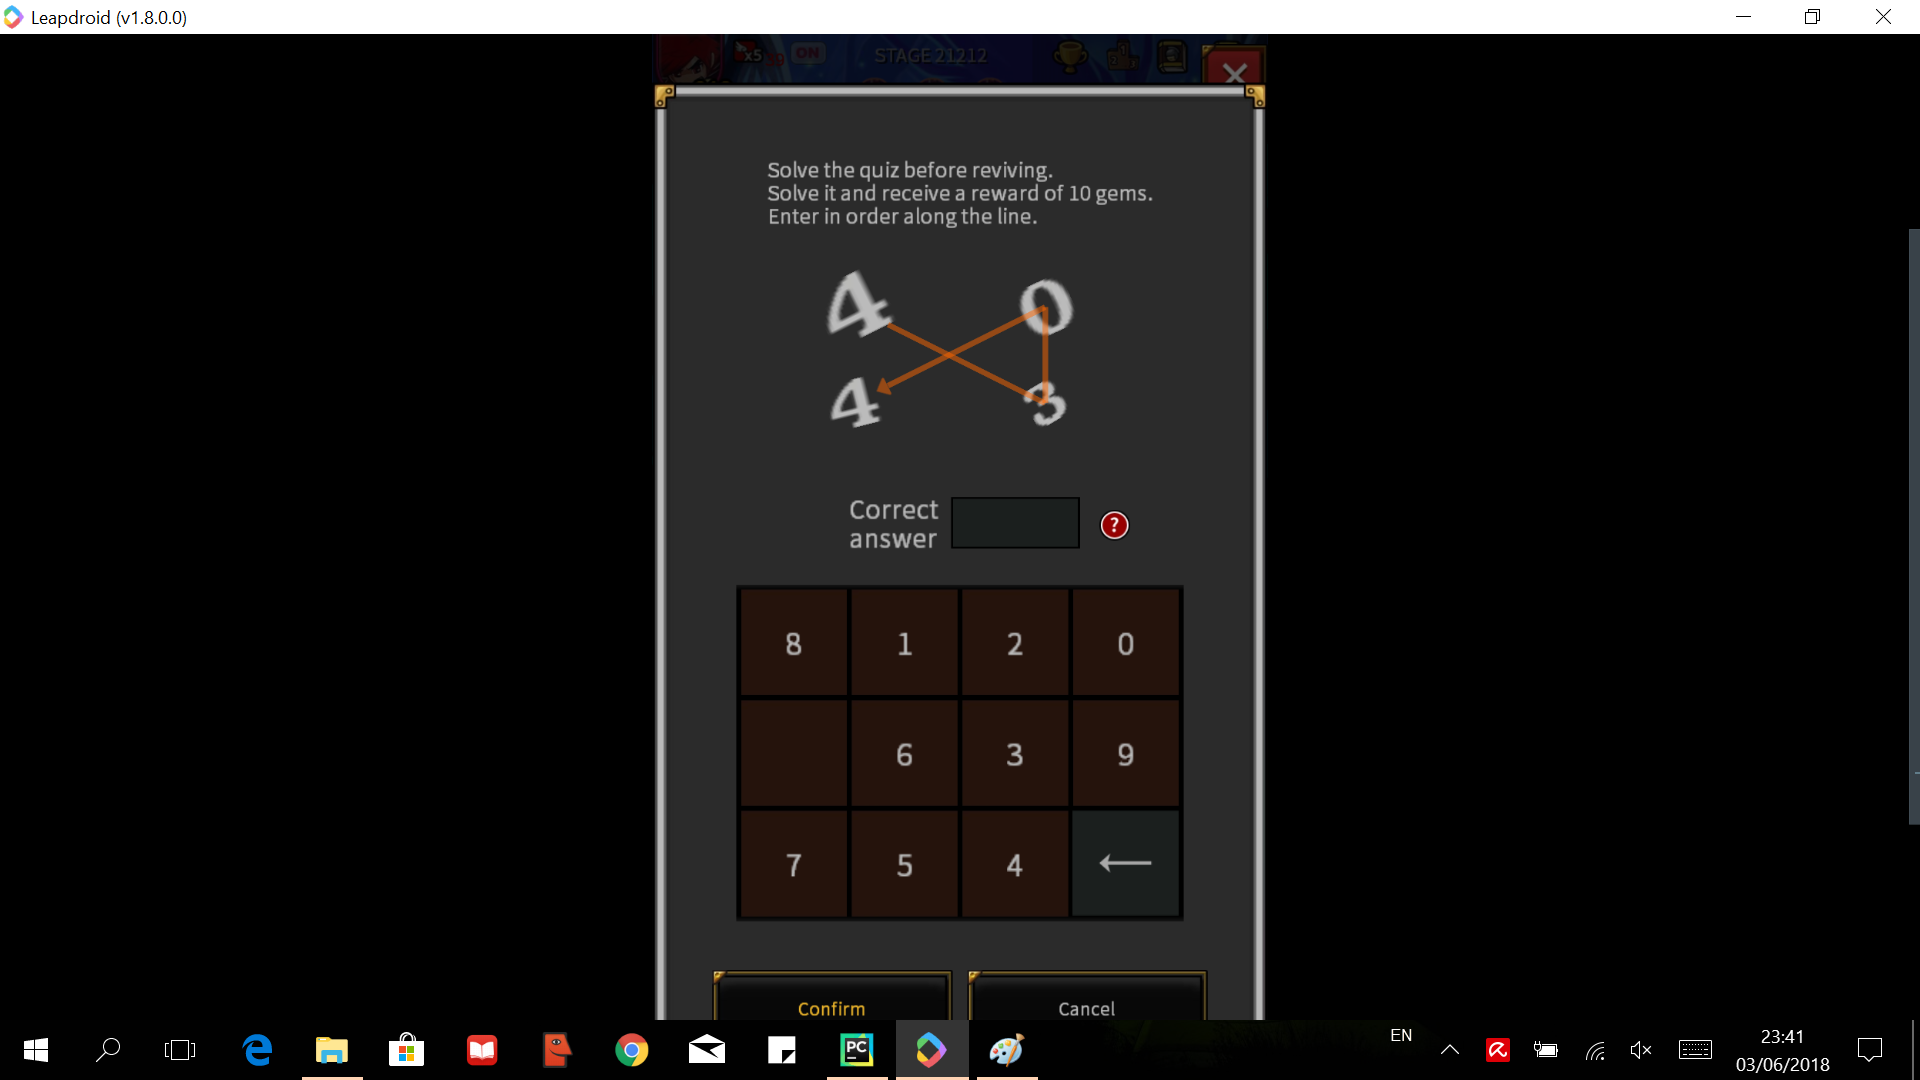 Leapdroid (v1.8.0.0)
x5 ON STAGE 21212
Solve the quiz before reviving.
Solve it and receive a reward of 10 gems.
Enter in order along the line.
4 0
4 3
Correct
answer
?
8 1 2 0
6 3 9
7 5 4 ←
Confirm Cancel
PC
EN
23:41
03/06/2018